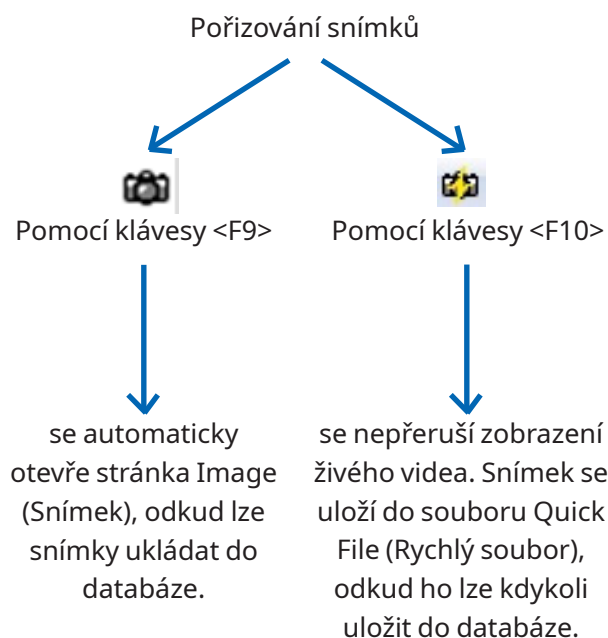 Pořizování snímků
Pomocí klávesy <F9>
Pomocí klávesy <F10>
se automaticky
otevře stránka Image
(Snímek), odkud lze
snímky ukládat do
databáze.
se nepřeruší zobrazení
živého videa. Snímek se
uloží do souboru Quick
File (Rychlý soubor),
odkud ho lze kdykoli
uložit do databáze.